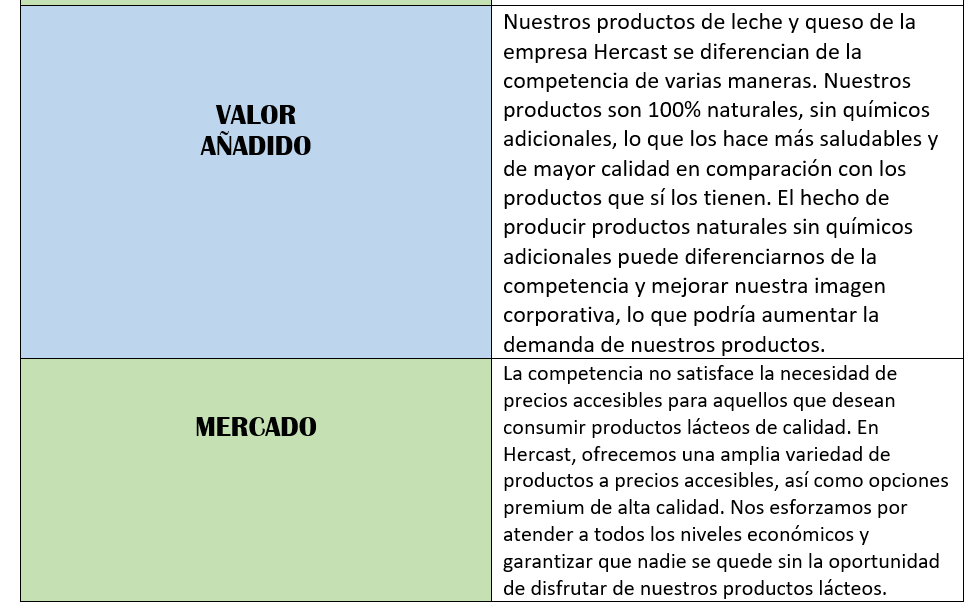 VALOR
AÑADIDO
Nuestros productos de leche y queso de la
empresa Hercast se diferencian de la
competencia de varias maneras. Nuestros
productos son 100% naturales, sin químicos
adicionales, lo que los hace más saludables y
de mayor calidad en comparación con los
productos que sí los tienen. El hecho de
producir productos naturales sin químicos
adicionales puede diferenciarnos de la
competencia y mejorar nuestra imagen
corporativa, lo que podría aumentar la
demanda de nuestros productos.
MERCADO
La competencia no satisface la necesidad de
precios accesibles para aquellos que desean
consumir productos lácteos de calidad. En
Hercast, ofrecemos una amplia variedad de
productos a precios accesibles, así como opciones
premium de alta calidad. Nos esforzamos por
atender a todos los niveles económicos y
garantizar que nadie se quede sin la oportunidad
de disfrutar de nuestros productos lácteos.